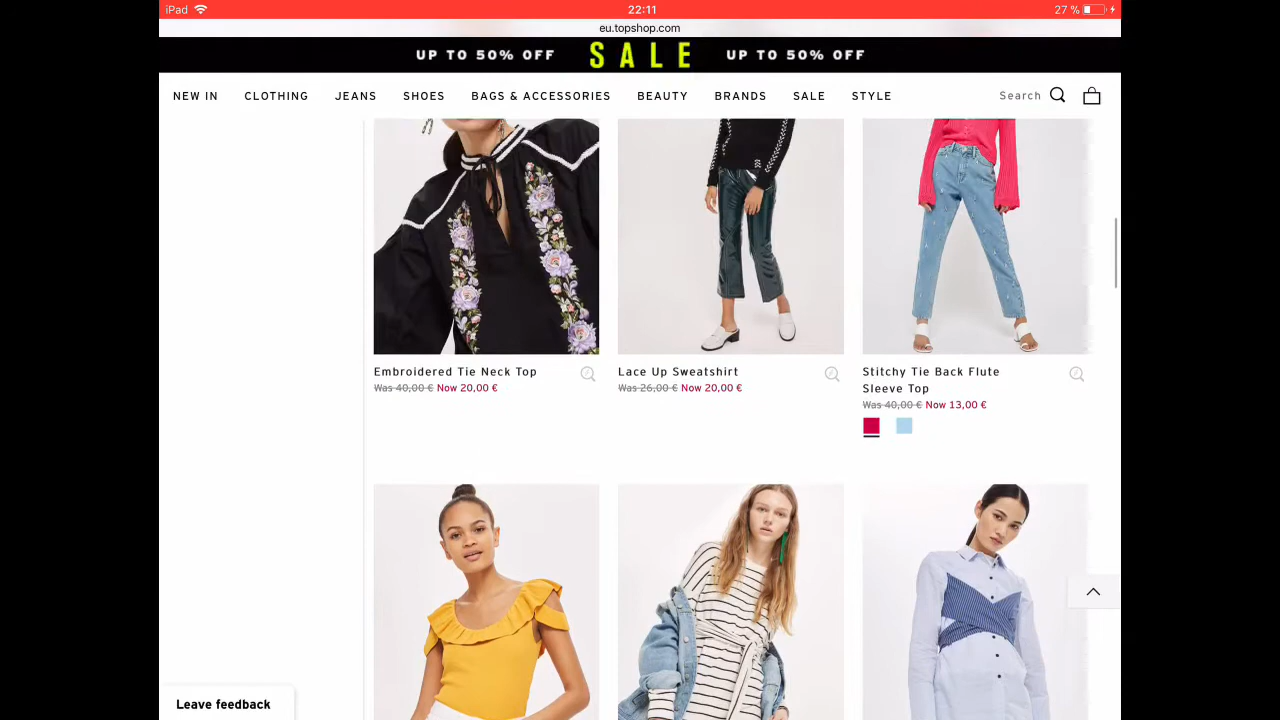 iPad 22:11 27 %
eu.topshop.com
UP TO 50% OFF SALE UP TO 50% OFF
NEW IN CLOTHING JEANS SHOES BAGS & ACCESSORIES BEAUTY BRANDS SALE STYLE Search
Embroidered Tie Neck Top
Was 40,00 € Now 20,00 €
Lace Up Sweatshirt
Was 26,00 € Now 20,00 €
Stitchy Tie Back Flute
Sleeve Top
Was 40,00 € Now 13,00 €
Leave feedback